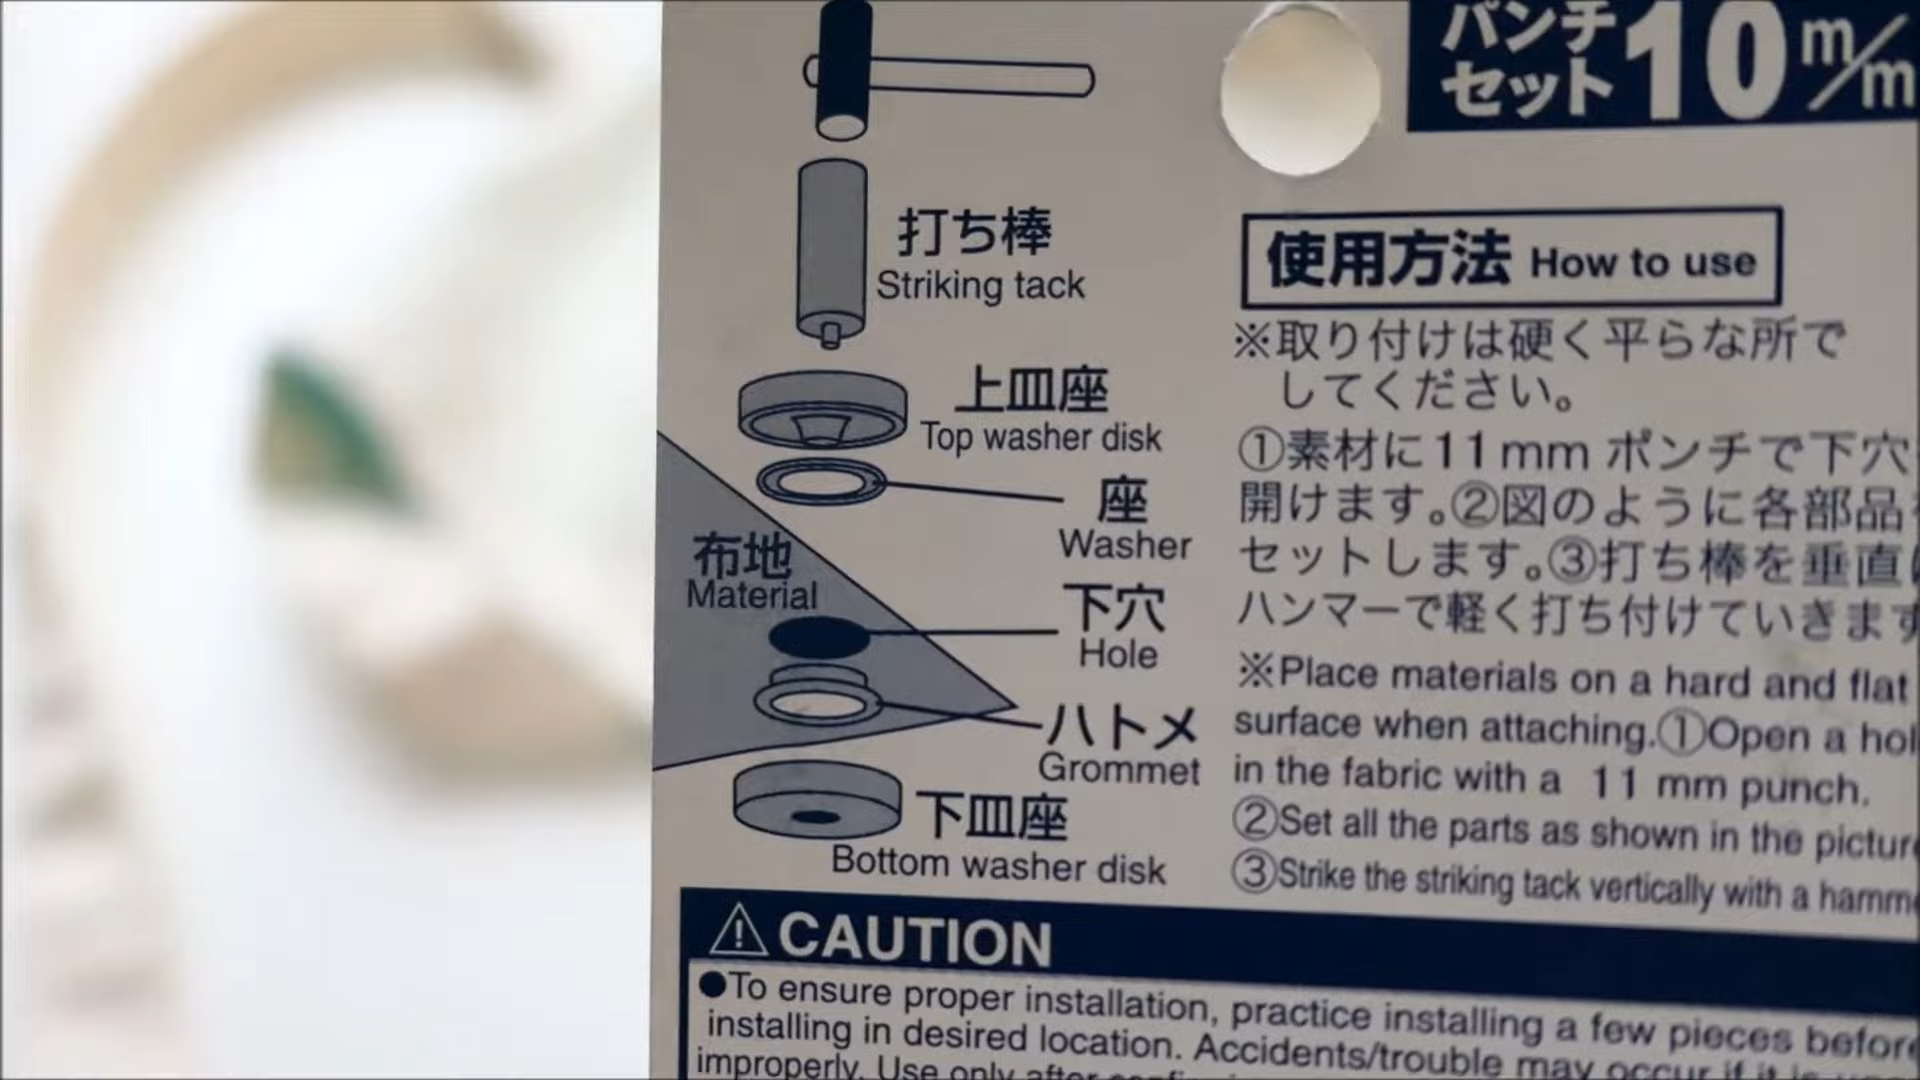 パンチ
セット10m/m
打ち棒
Striking tack
上皿座
Top washer disk
座
Washer
布地
Material
下穴
Hole
ハトメ
Grommet
下皿座
Bottom washer disk
使用方法 How to use
※取り付けは硬く平らな所で
してください。
①素材に11mm ポンチで下穴
開けます。②図のように各部品
セットします。③打ち棒を垂直
ハンマーで軽く打ち付けていきます
※Place materials on a hard and flat
surface when attaching.①Open a
in the fabric with a 11 mm punch.
②Set all the parts as shown in the
③Strike the striking tack vertically with a
⚠CAUTION
●To ensure proper installation, practice installing a few pieces before
installing in desired location. Accidents/trouble may occur if it is
improperly. Use only after